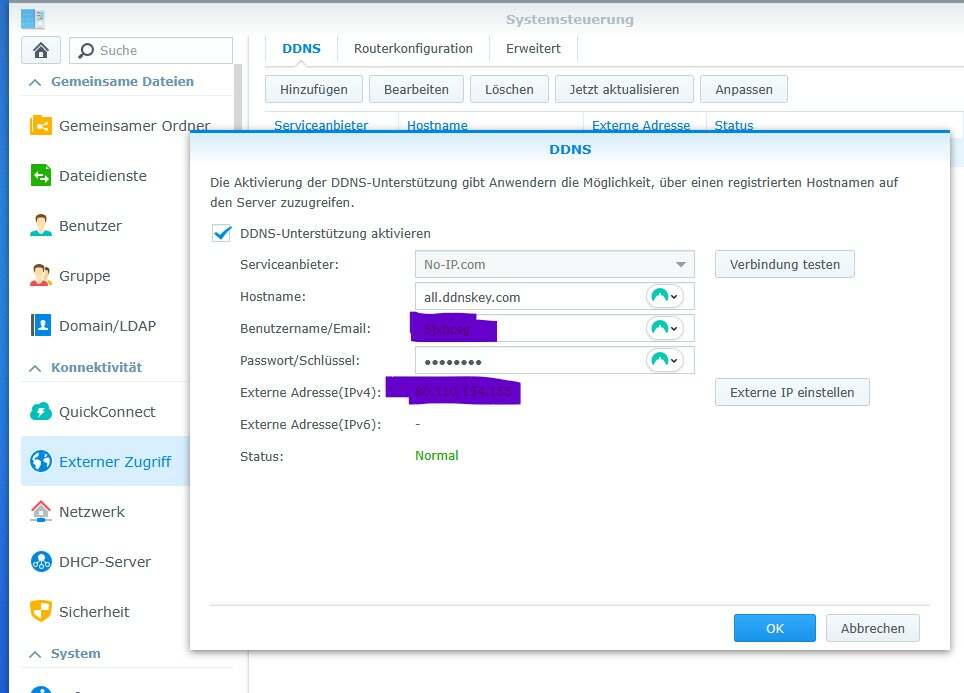 Systemsteuerung
Suche
DDNS Routerkonfiguration Erweitert
Gemeinsame Dateien
Hinzufügen Bearbeiten Löschen Jetzt aktualisieren Anpassen
Serviceanbieter Hostname Externe Adresse Status
Gemeinsamer Ordner
Dateidienste
Benutzer
Gruppe
Domain/LDAP
Konnektivität
QuickConnect
Externer Zugriff
Netzwerk
DHCP-Server
Sicherheit
System
DDNS
Die Aktivierung der DDNS-Unterstützung gibt Anwendern die Möglichkeit, über einen registrierten Hostnamen auf
den Server zuzugreifen.
DDNS-Unterstützung aktivieren
Serviceanbieter: No-IP.com Verbindung testen
Hostname: all.ddnskey.com
Benutzername/Email:
Passwort/Schlüssel: ••••••••
Externe Adresse(IPv4): Externe IP einstellen
Externe Adresse(IPv6): -
Status: Normal
OK Abbrechen